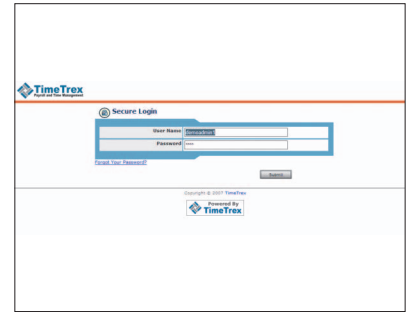 TimeTrex
Payroll and Time Management
Secure Login
User Name demoadmin1
Password ****
Forgot Your Password?
Submit
Copyright © 2007 TimeTrex
Powered By
TimeTrex